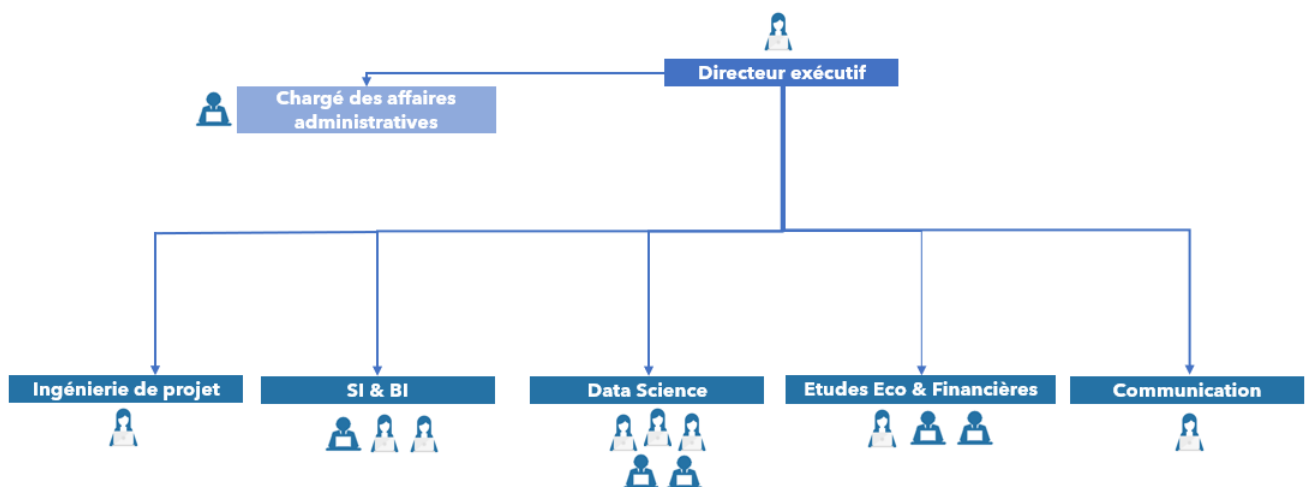 Directeur exécutif
Chargé des affaires
administratives
Ingénierie de projet
SI & BI
Data Science
Etudes Eco & Financières
Communication